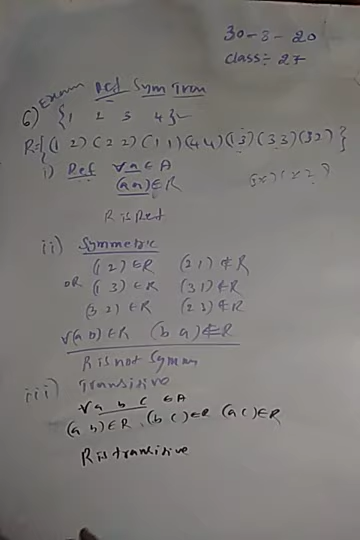 30-8-20
class:- 27
Examm Ref Sym Tran
6) {1 2 3 4}
R={(1 2)(2 2)(1 1)(4 4)(1 3)(3 3)(3 2)}
i) Ref ∀a∈A
(a a)∈R
R is Ref
ii) Symmetric
(1 2)∈R (2 1)∉R
OR (1 3)∈R (3 1)∉R
(3 2)∈R (2 3)∉R
∀(a b)∈R (b a)∉R
R is not Symm
iii) Transitive
∀a b c ∈A
(a b)∈R, (b c)∈R (a c)∈R
R is transitive